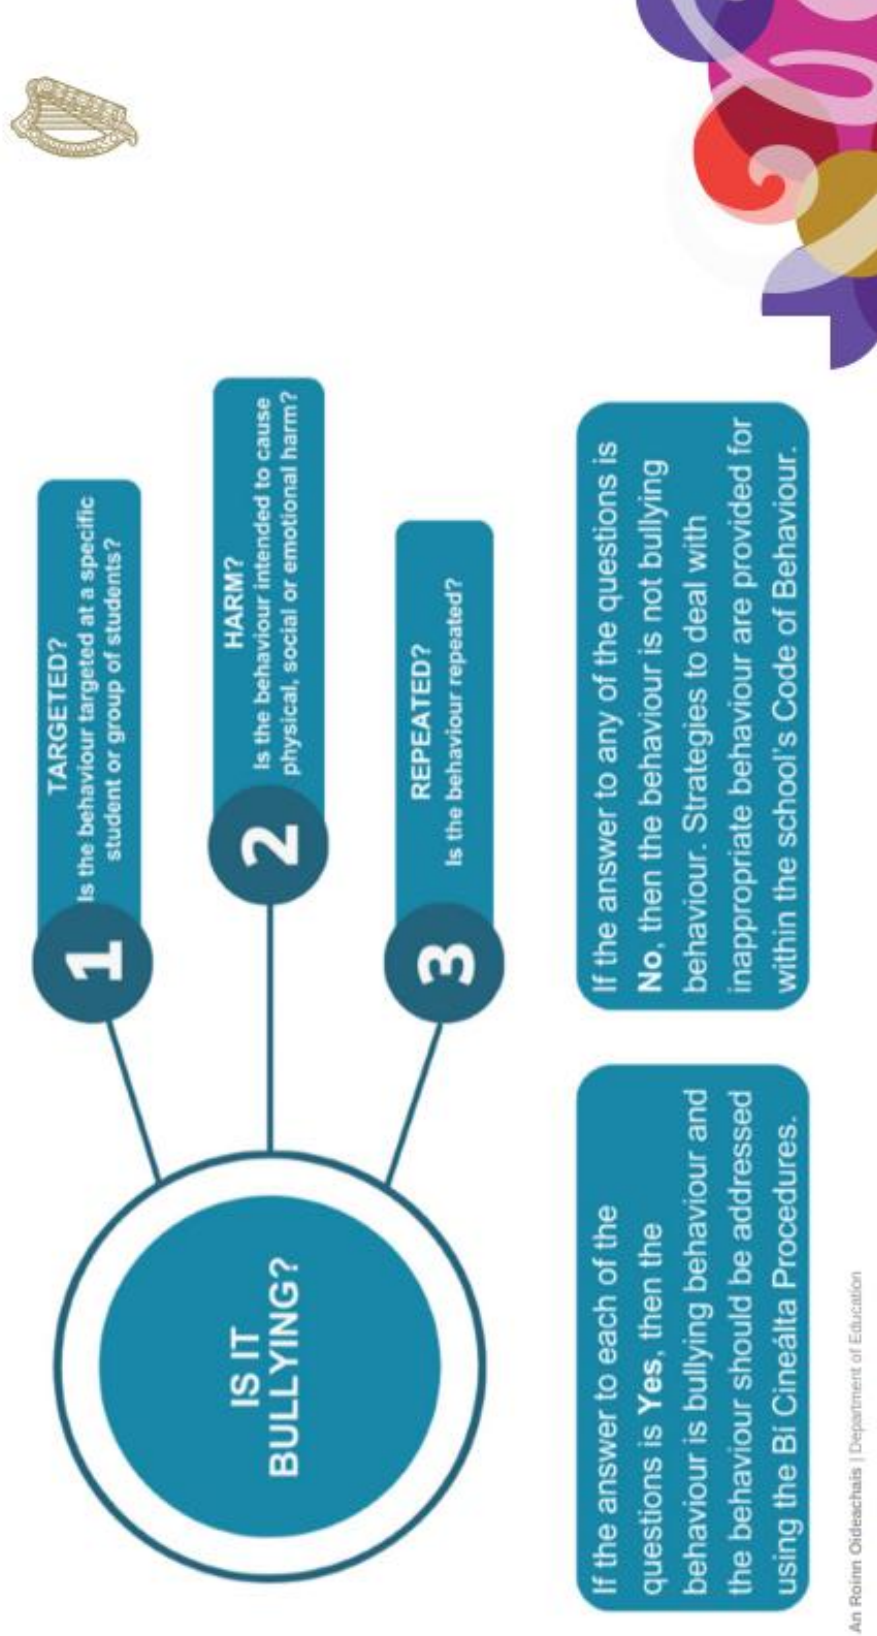 IS IT
BULLYING?
1
TARGETED?
Is the behaviour targeted at a specific
student or group of students?
2
HARM?
Is the behaviour intended to cause
physical, social or emotional harm?
3
REPEATED?
Is the behaviour repeated?
If the answer to each of the
questions is Yes, then the
behaviour is bullying behaviour and
the behaviour should be addressed
using the Bí Cineálta Procedures.
If the answer to any of the questions is
No, then the behaviour is not bullying
behaviour. Strategies to deal with
inappropriate behaviour are provided for
within the school's Code of Behaviour.
An Roinn Oideachais | Department of Education